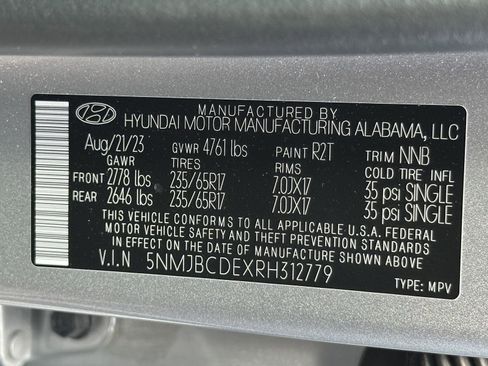 MANUFACTURED BY
HYUNDAI MOTOR MANUFACTURING ALABAMA, LLC
Aug/21/23 GVWR 4761 lbs PAINT R2T TRIM NNB
GAWR TIRES RIMS COLD TIRE INFL
FRONT 2778 lbs 235/65R17 7.0JX17 35 psi SINGLE
REAR 2646 lbs 235/65R17 7.0JX17 35 psi SINGLE
THIS VEHICLE CONFORMS TO ALL APPLICABLE U.S.A. FEDERAL
MOTOR VEHICLE SAFETY AND THEFT PREVENTION STANDARDS
IN EFFECT ON THE DATE OF MANUFACTURE SHOWN ABOVE
V.I.N 5NMJBCDEXRH312779
TYPE: MPV